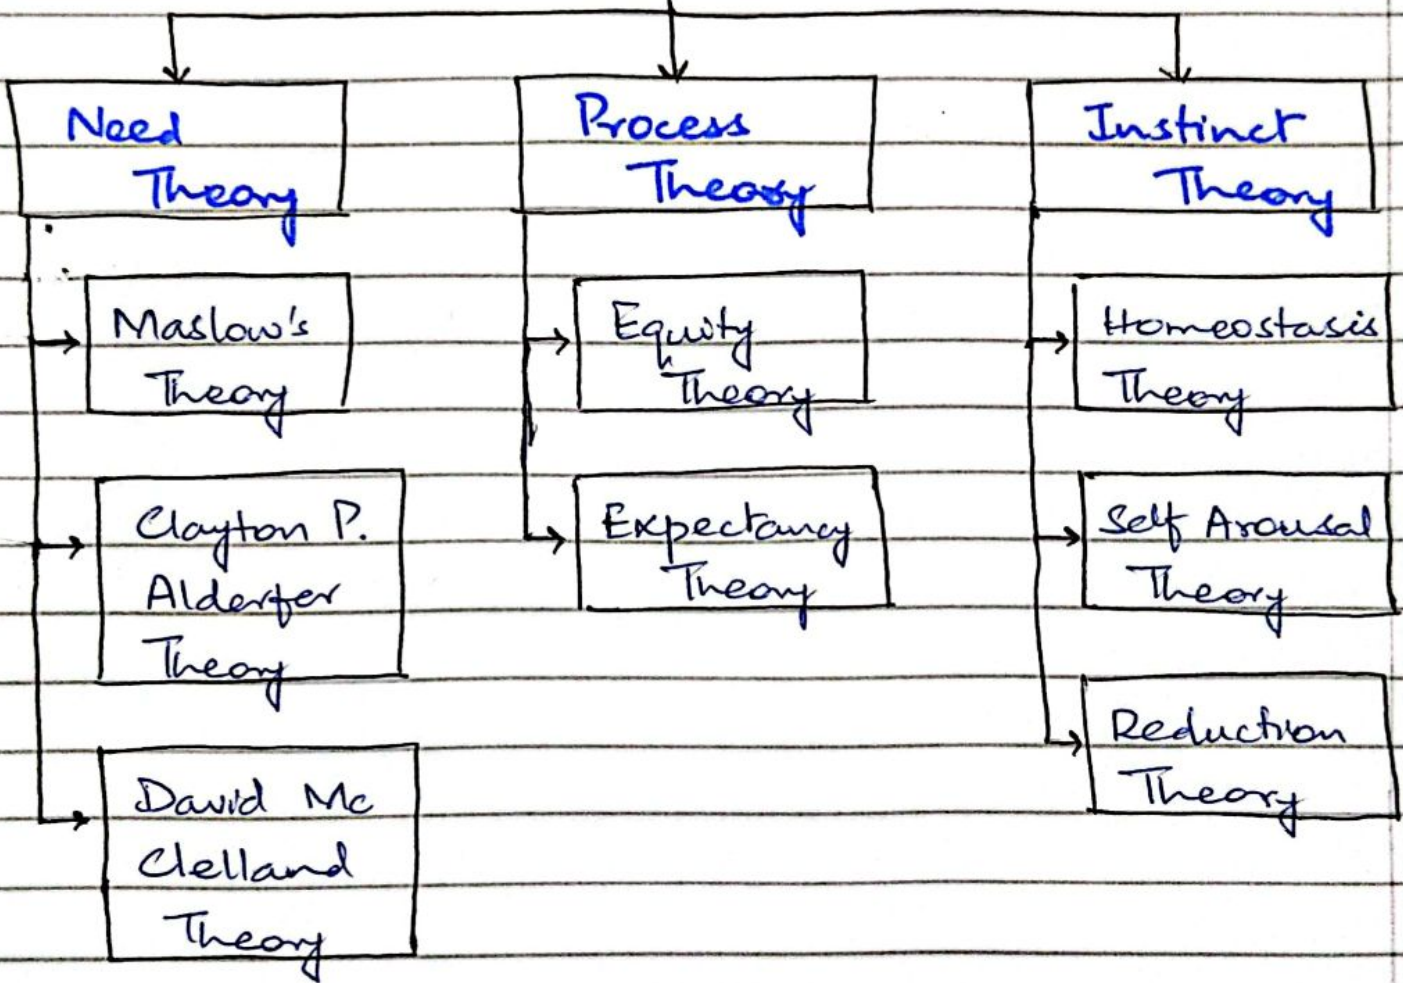 Need
Theory
Process
Theory
Instinct
Theory
Maslow's
Theory
Clayton P.
Alderfer
Theory
David Mc
Clelland
Theory
Equity
Theory
Expectancy
Theory
Homeostasis
Theory
Self Arousal
Theory
Reduction
Theory